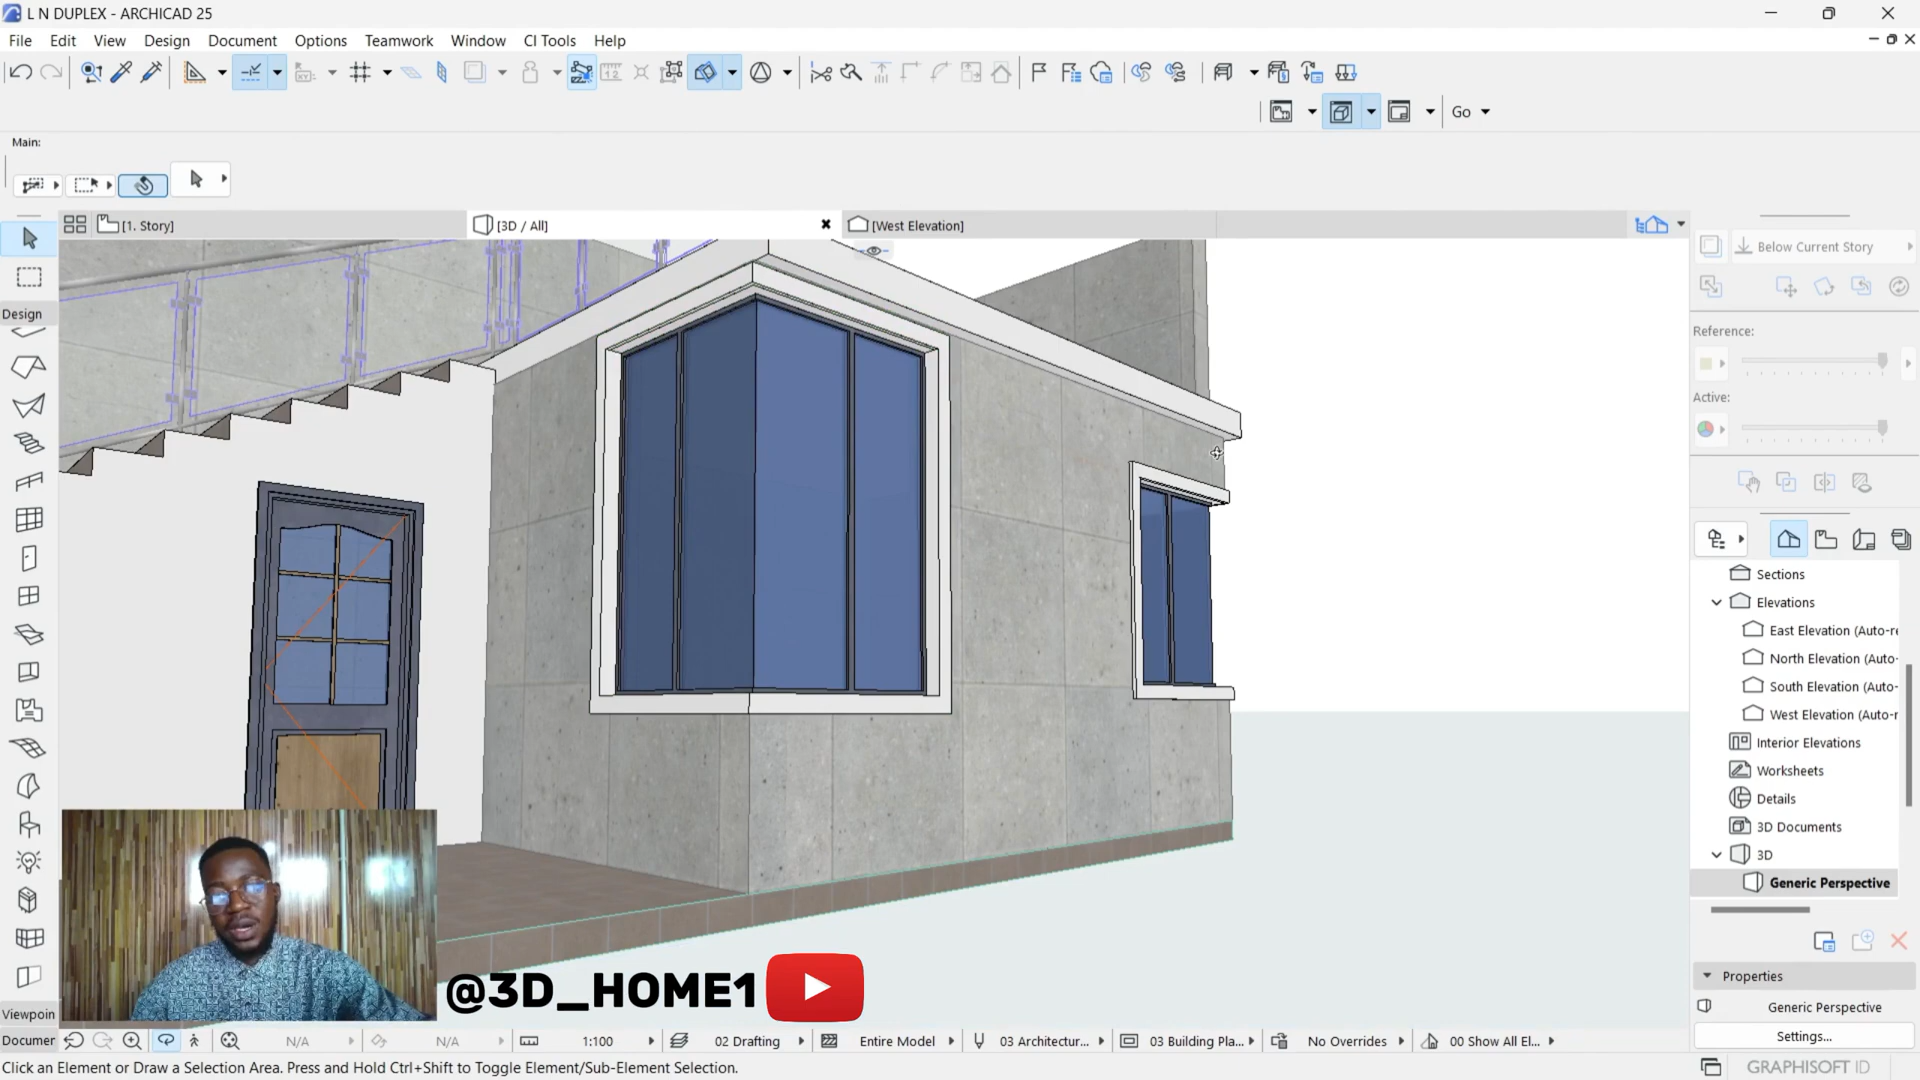 L N DUPLEX - ARCHICAD 25
File Edit View Design Document Options Teamwork Window CI Tools Help
Go
Main:
[1. Story]
[3D / All]
[West Elevation]
Below Current Story
Design
Reference:
Active:
Sections
Elevations
East Elevation (Auto-re
North Elevation (Auto-
South Elevation (Auto-
West Elevation (Auto-r
Interior Elevations
Worksheets
Details
3D Documents
3D
Generic Perspective
@3D_HOME1
Properties
Generic Perspective
Settings...
Viewpoin
Documer
N/A
N/A
1:100
02 Drafting
Entire Model
03 Architectur...
03 Building Pla...
No Overrides
00 Show All El...
Click an Element or Draw a Selection Area. Press and Hold Ctrl+Shift to Toggle Element/Sub-Element Selection.
GRAPHISOFT ID